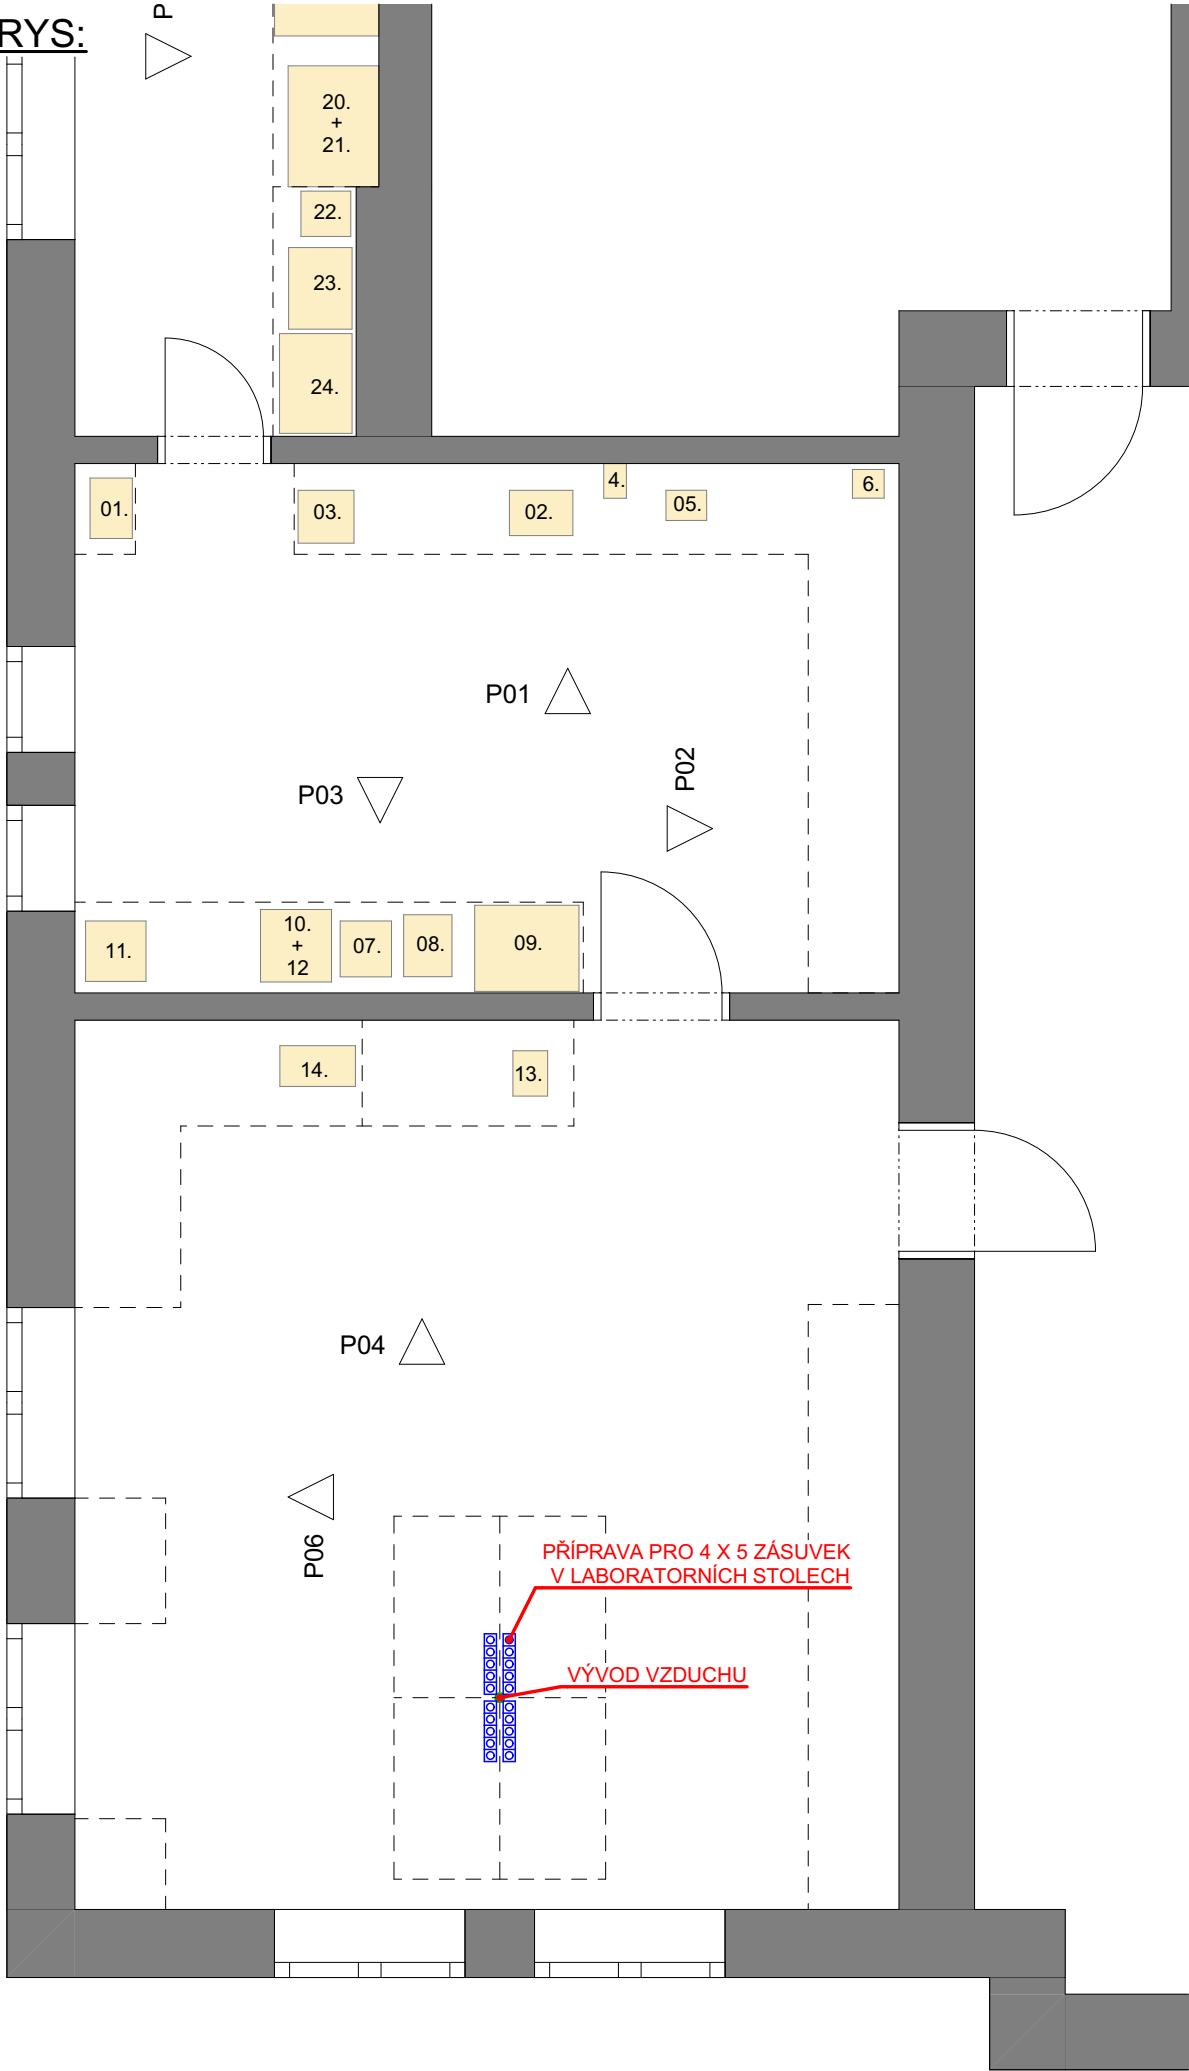 RYS:
P
20.
+
21.
22.
23.
24.
01.
03.
02.
4.
05.
6.
P01
P02
P03
11.
10.
+
12
07.
08.
09.
14.
13.
P04
P06
PŘÍPRAVA PRO 4 X 5 ZÁSUVEK
V LABORATORNÍCH STOLECH
VÝVOD VZDUCHU